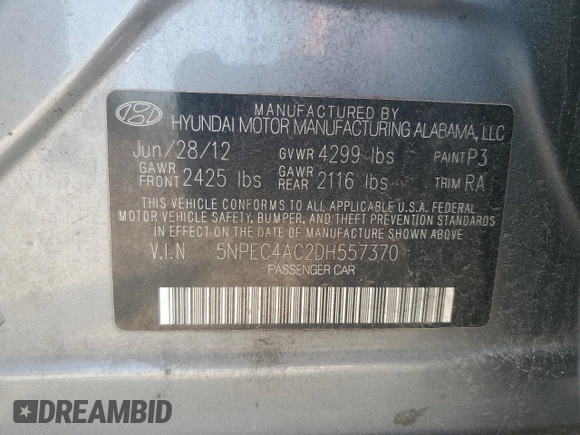 MANUFACTURED BY
HYUNDAI MOTOR MANUFACTURING ALABAMA, LLC
Jun/28/12 GVWR 4299 lbs PAINT P3
GAWR FRONT 2425 lbs GAWR REAR 2116 lbs TRIM RA
THIS VEHICLE CONFORMS TO ALL APPLICABLE U.S.A. FEDERAL
MOTOR VEHICLE SAFETY, BUMPER, AND THEFT PREVENTION STANDARDS
IN EFFECT ON THE DATE OF MANUFACTURE SHOWN ABOVE.
V.I.N 5NPEC4AC2DH557370
PASSENGER CAR
DREAMBID